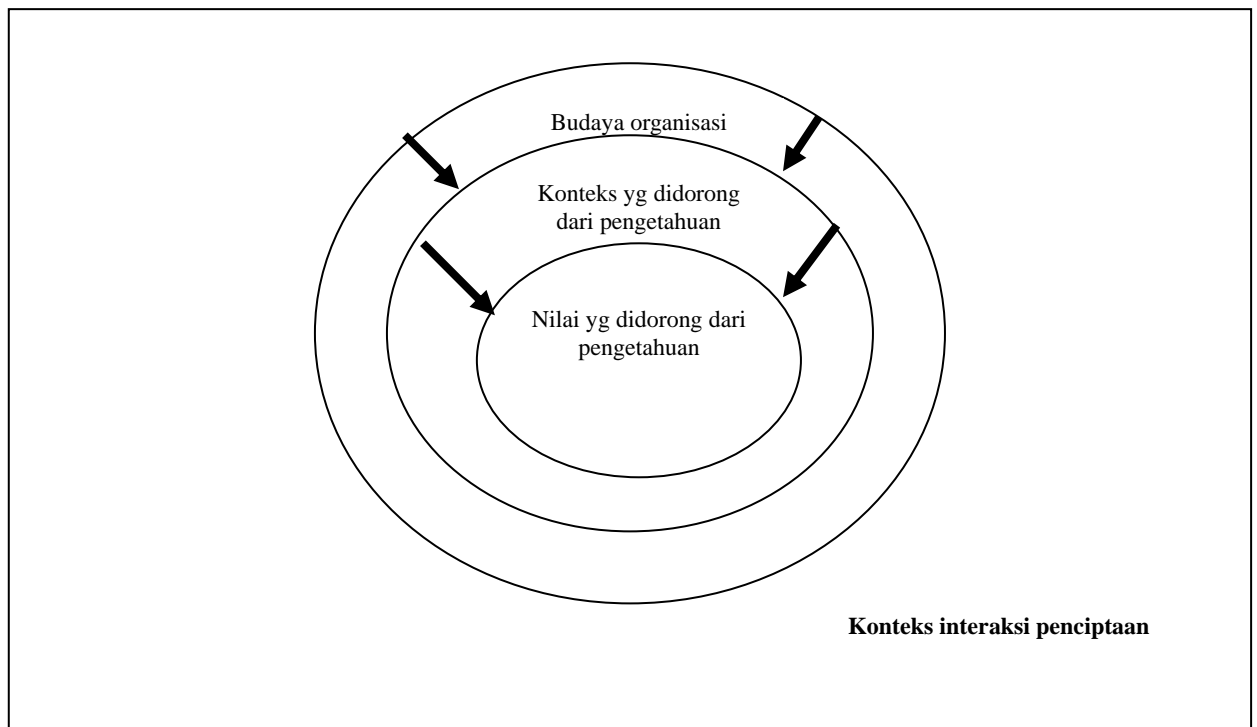 Budaya organisasi
Konteks yg didorong
dari pengetahuan
Nilai yg didorong dari
pengetahuan
Konteks interaksi penciptaan